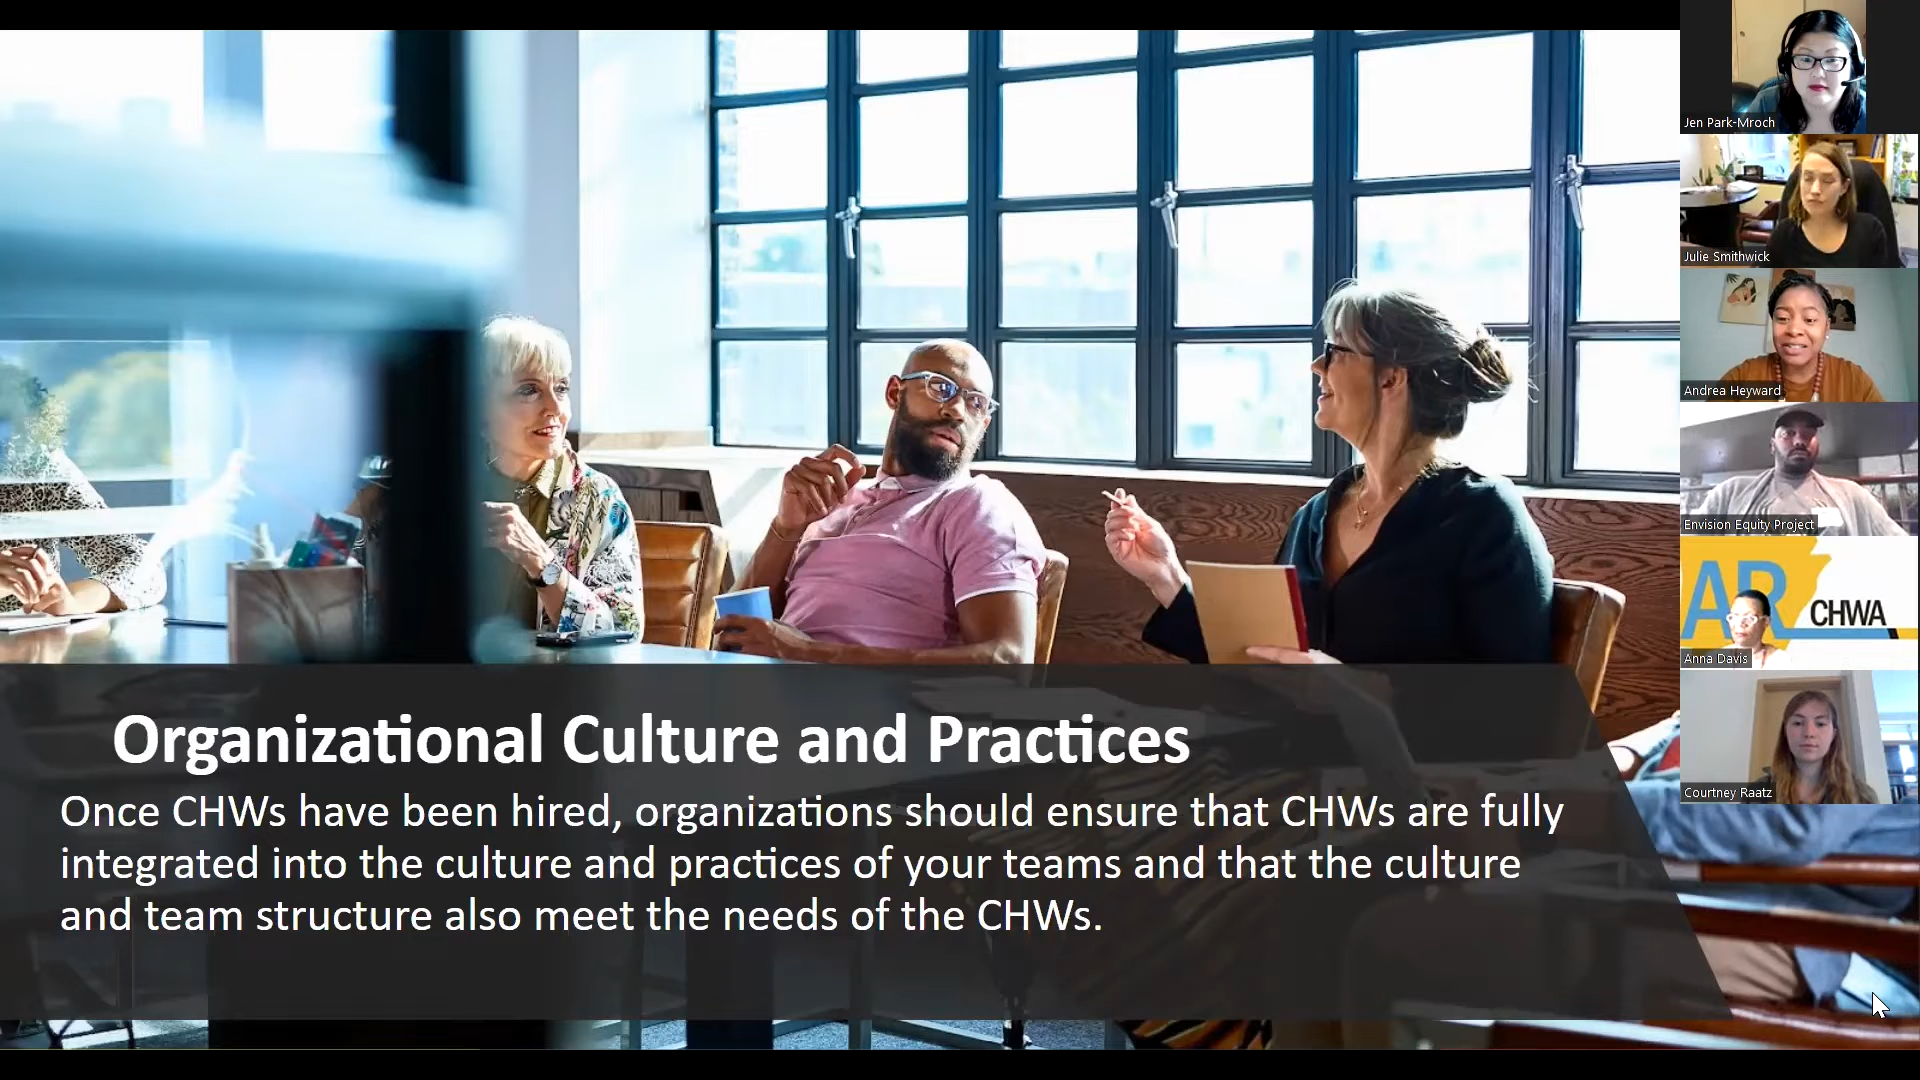 Organizational Culture and Practices
Once CHWs have been hired, organizations should ensure that CHWs are fully
integrated into the culture and practices of your teams and that the culture
and team structure also meet the needs of the CHWs.
Jen Park-Mroch
Julie Smithwick
Andrea Heyward
Envision Equity Project
AR
CHWA
Anna Davis
Courtney Raatz